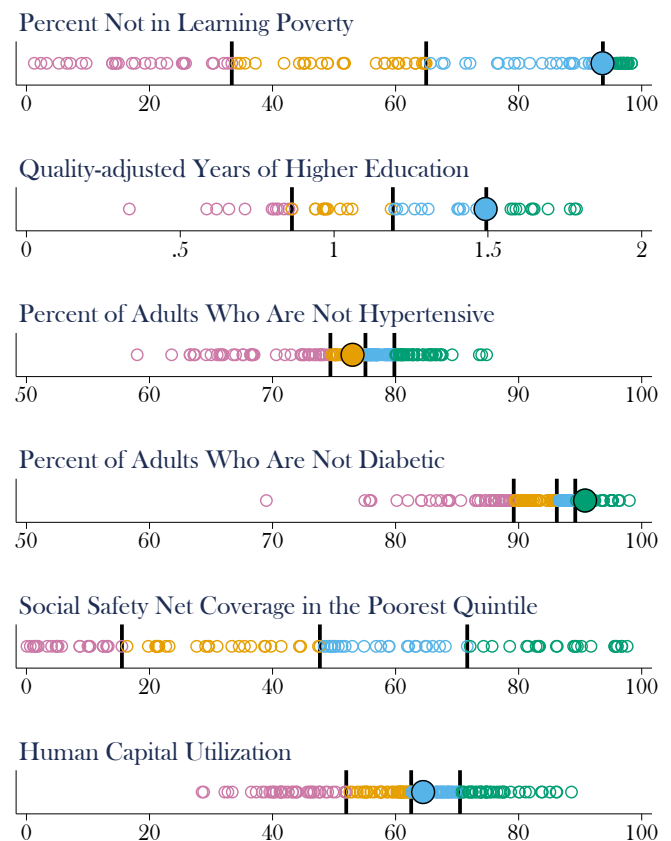 Percent Not in Learning Poverty
0 20 40 60 80 100
Quality-adjusted Years of Higher Education
0 .5 1 1.5 2
Percent of Adults Who Are Not Hypertensive
50 60 70 80 90 100
Percent of Adults Who Are Not Diabetic
50 60 70 80 90 100
Social Safety Net Coverage in the Poorest Quintile
0 20 40 60 80 100
Human Capital Utilization
0 20 40 60 80 100